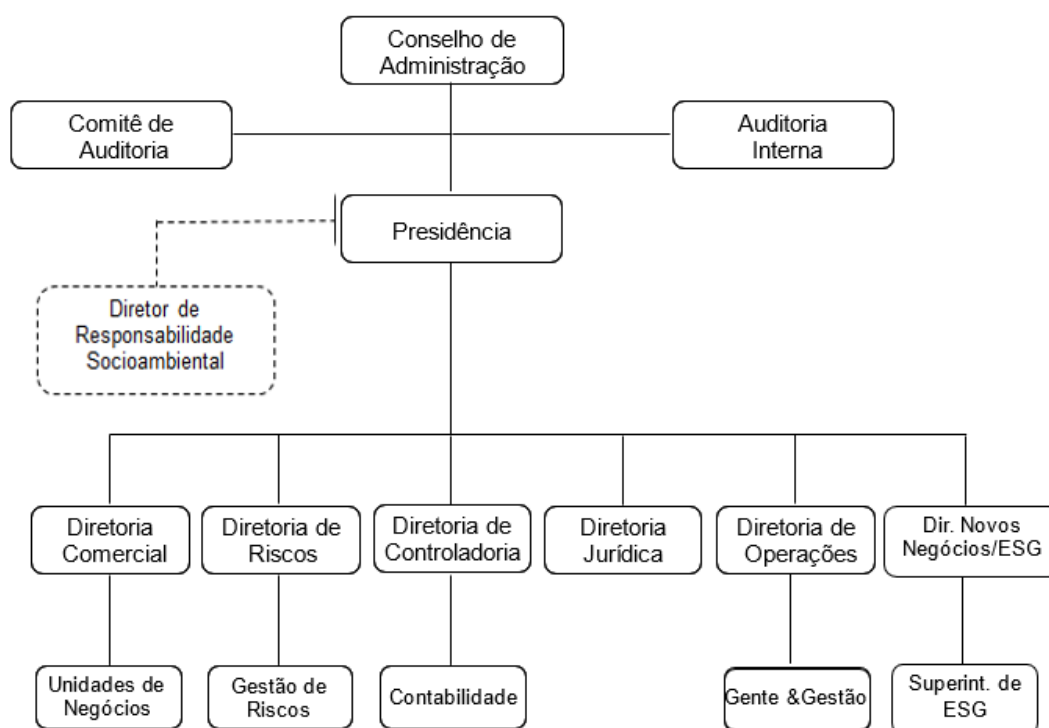 Conselho de
Administração
Comitê de
Auditoria
Auditoria
Interna
Presidência
Diretor de
Responsabilidade
Socioambiental
Diretoria
Comercial
Diretoria de
Riscos
Diretoria de
Controladoria
Diretoria
Jurídica
Diretoria de
Operações
Dir. Novos
Negócios/ESG
Unidades de
Negócios
Gestão de
Riscos
Contabilidade
Gente &Gestão
Superint. de
ESG